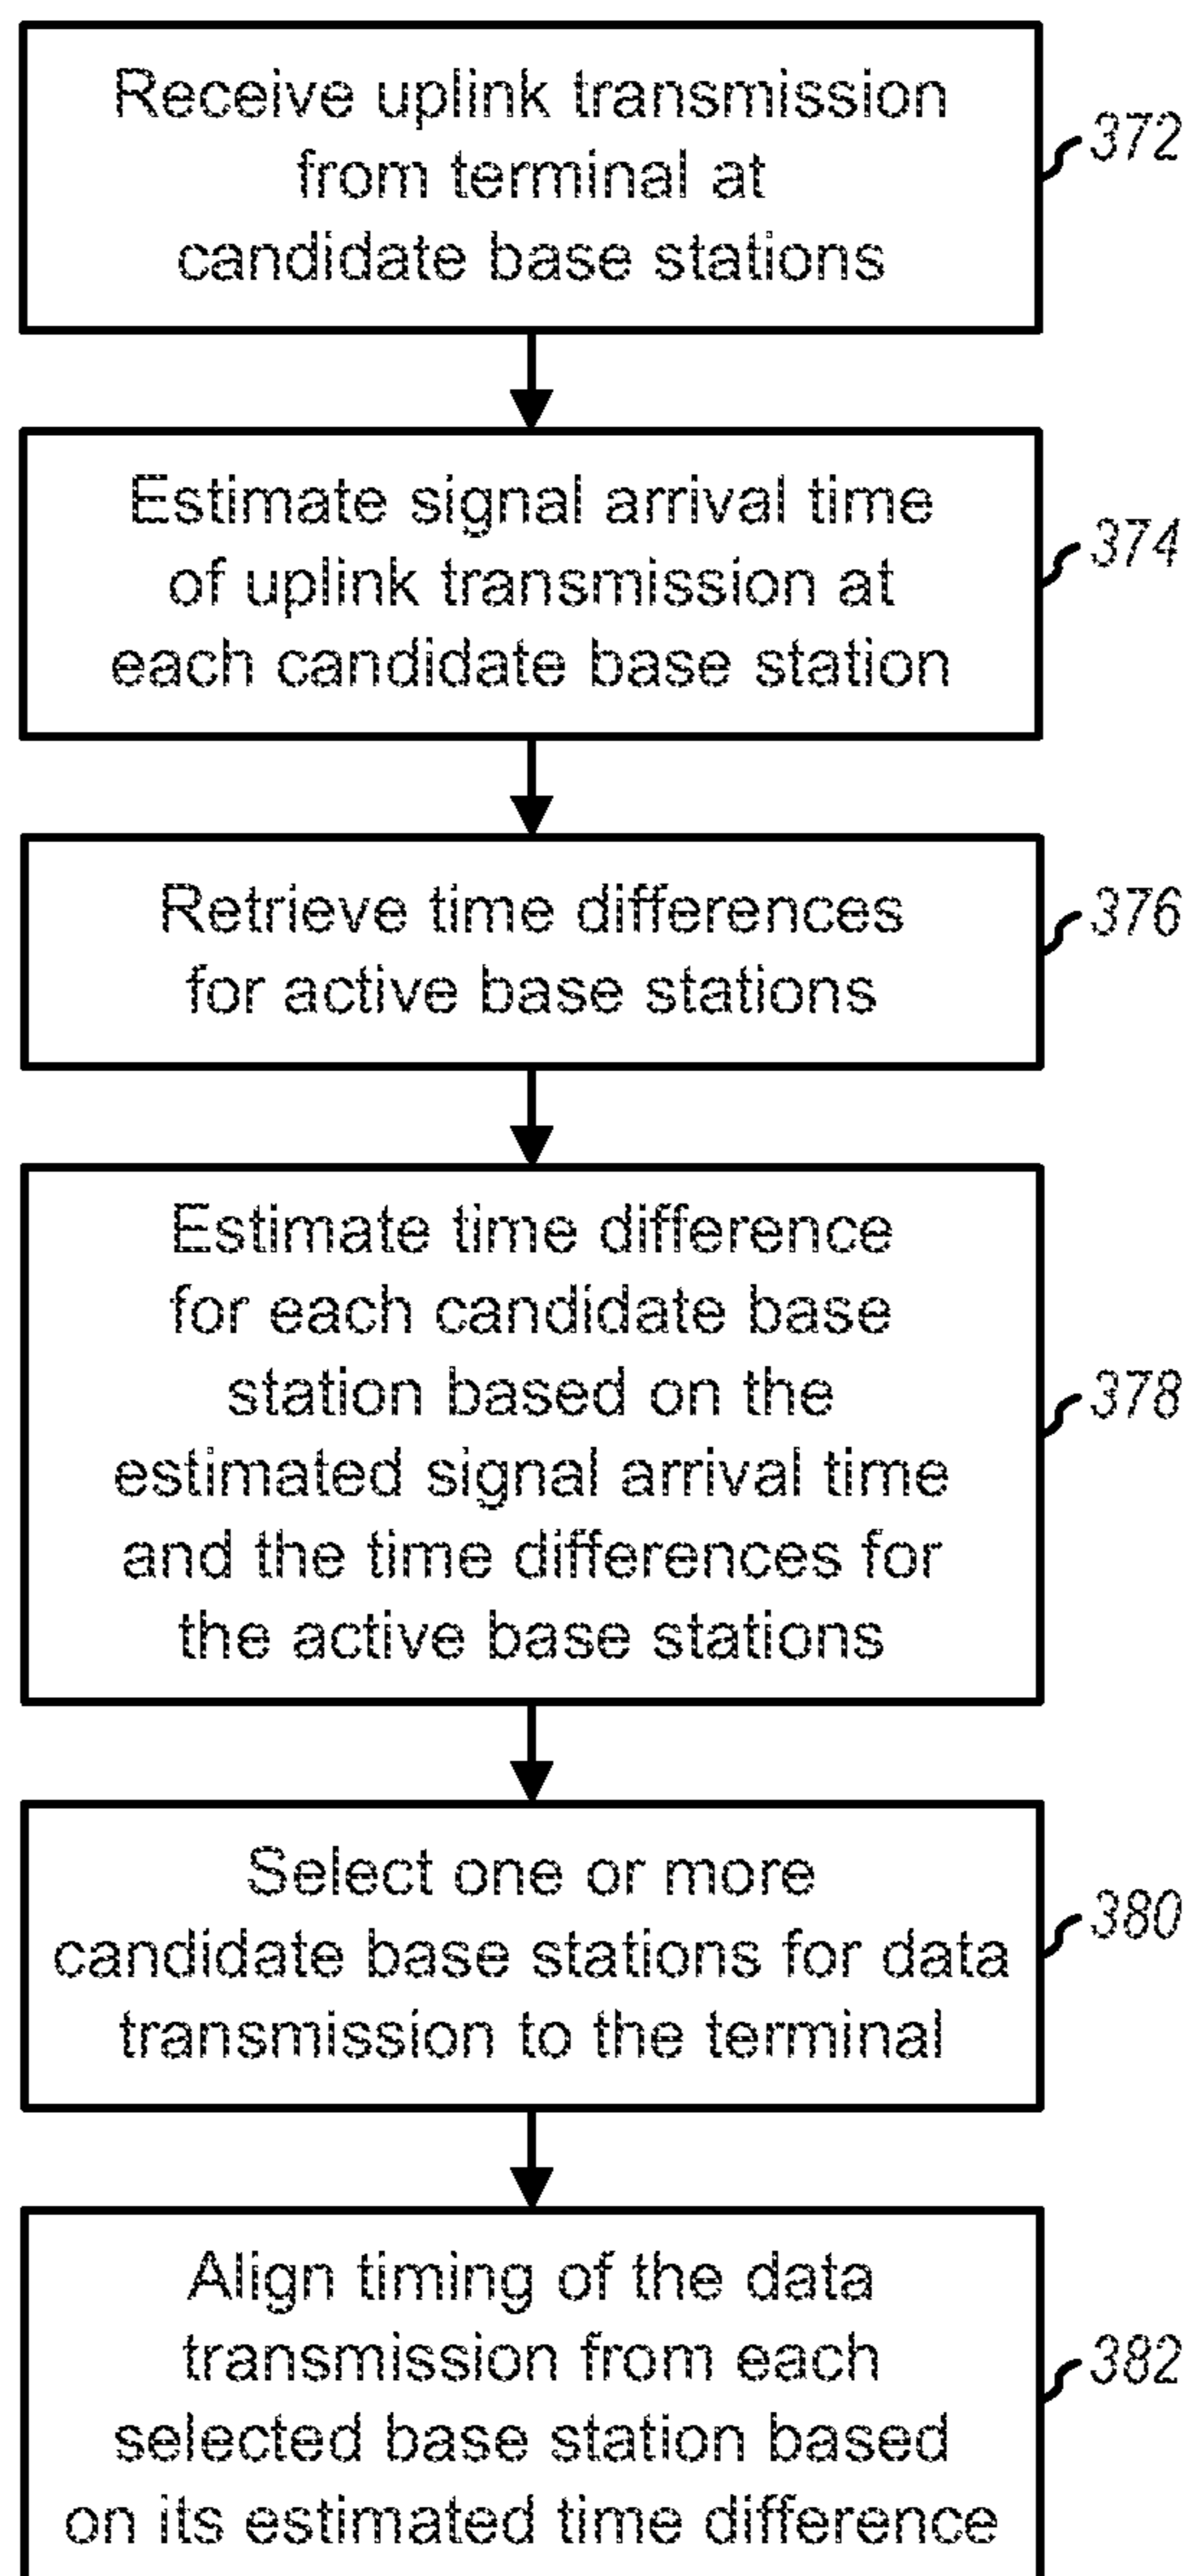 Receive uplink transmission
from terminal at
candidate base stations
372
Estimate signal arrival time
of uplink transmission at
each candidate base station
374
Retrieve time differences
for active base stations
376
Estimate time difference
for each candidate base
station based on the
estimated signal arrival time
and the time differences for
the active base stations
378
Select one or more
candidate base stations for data
transmission to the terminal
380
Align timing of the data
transmission from each
selected base station based
on its estimated time difference
382